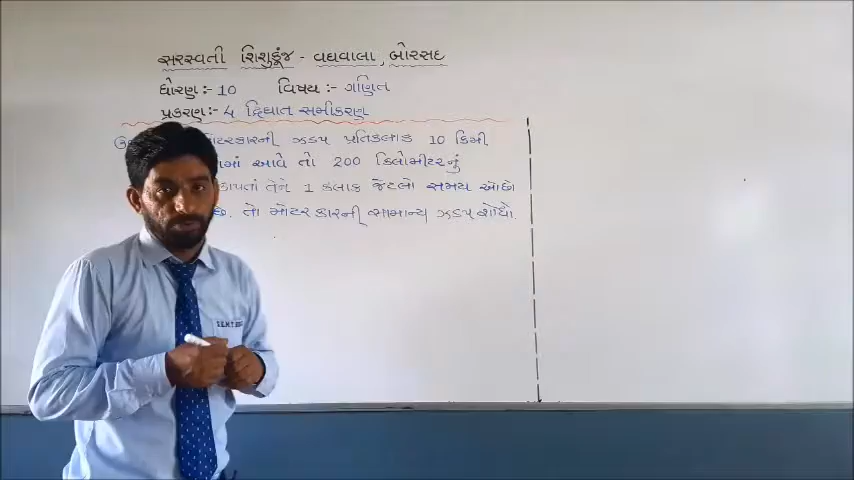 સરસ્વતી શિશુકુંજ - વઘવાલા, બોરસદ
ધોરણ :- 10 વિષય :- ગણિત
પ્રકરણ :- 4 દ્વિઘાત સમીકરણ
મોટરકારની ઝડપ પ્રતિકલાક 10 કિમી
આવે તો 200 કિલોમીટરનું
કાપતાં તેને 1 કલાક જેટલો સમય ઓછો
છે. તો મોટરકારની સામાન્ય ઝડપ શોધો.